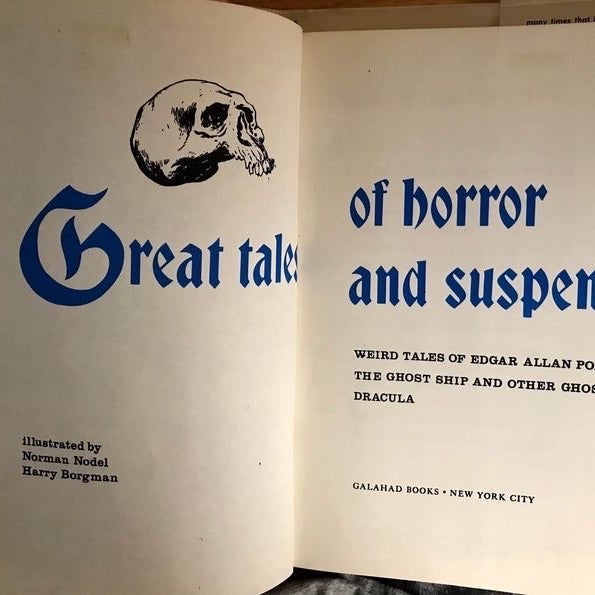 many times that
Great tales
of horror
and suspen
WEIRD TALES OF EDGAR ALLAN PO
THE GHOST SHIP AND OTHER GHOS
DRACULA
illustrated by
Norman Nodel
Harry Borgman
GALAHAD BOOKS • NEW YORK CITY